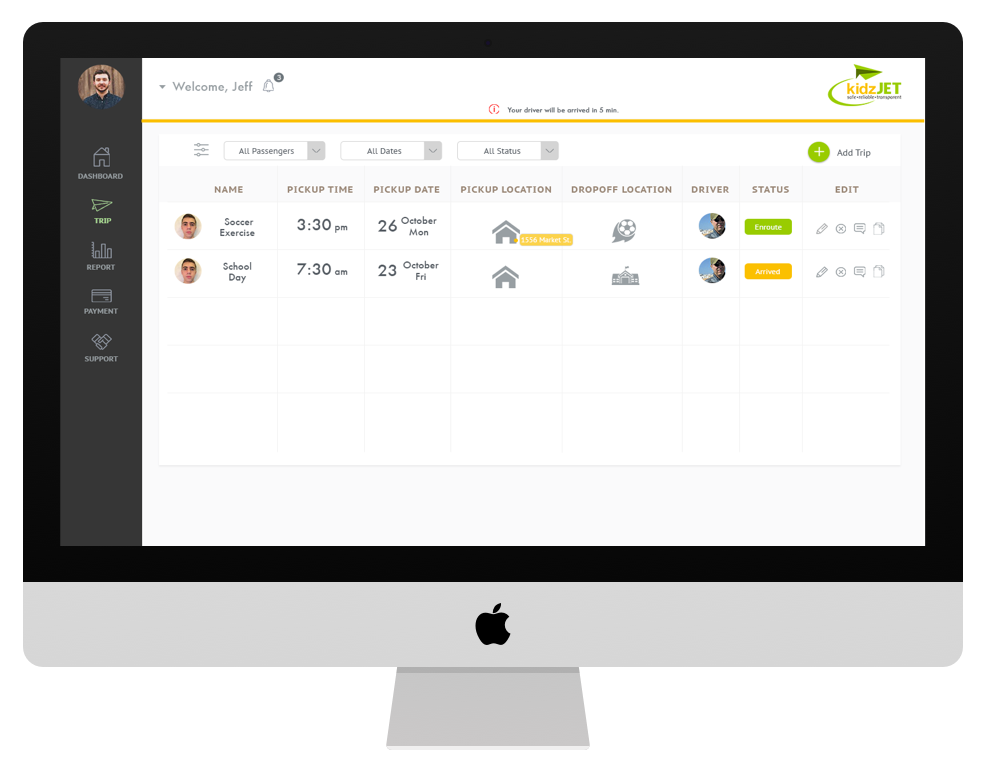 Welcome, Jeff
3
Your driver will be arrived in 5 min.
kidzJET
safe•reliable•transparent
DASHBOARD
TRIP
REPORT
PAYMENT
SUPPORT
All Passengers
All Dates
All Status
Add Trip
NAME PICKUP TIME PICKUP DATE PICKUP LOCATION DROPOFF LOCATION DRIVER STATUS EDIT
Soccer
Exercise
3:30 pm
26 October
Mon
1556 Market St.
Enroute
School
Day
7:30 am
23 October
Fri
Arrived